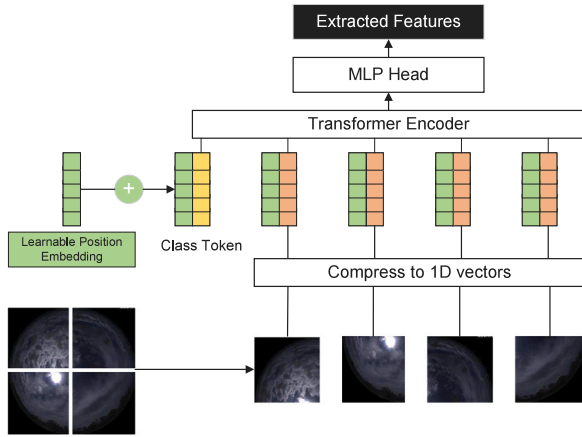 Extracted Features
MLP Head
Transformer Encoder
+
Learnable Position
Embedding
Class Token
Compress to 1D vectors